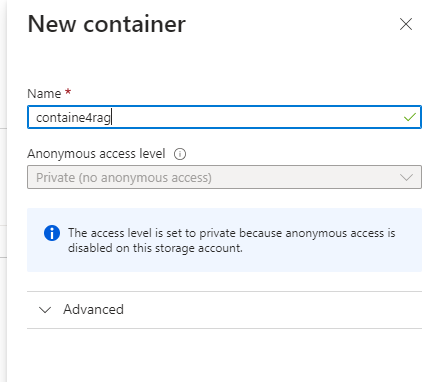 New container
Name *
containe4rag
Anonymous access level
Private (no anonymous access)
The access level is set to private because anonymous access is
disabled on this storage account.
Advanced